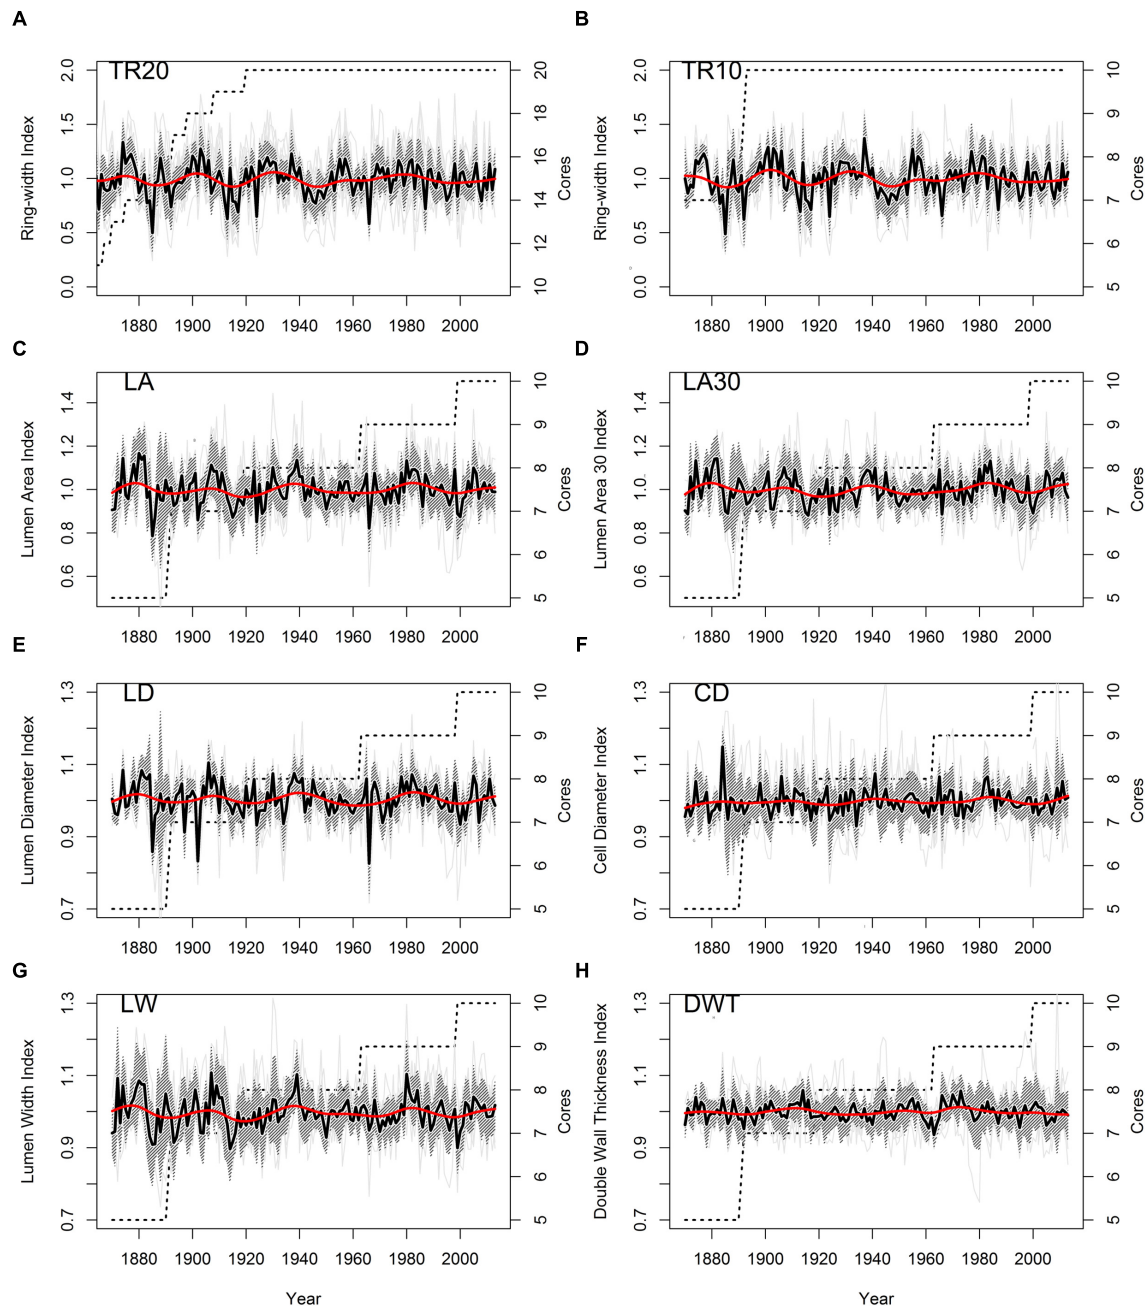 A
TR20
Ring-width Index
0.0 0.5 1.0 1.5 2.0
10 12 14 15 16 18 20
Cores
1880 1900 1920 1940 1960 1980 2000
B
TR10
Ring-width Index
0.0 0.5 1.0 1.5 2.0
5 6 7 8 9 10
Cores
1880 1900 1920 1940 1960 1980 2000
C
LA
Lumen Area Index
0.6 0.8 1.0 1.2 1.4
5 6 7 8 9 10
Cores
1880 1900 1920 1940 1960 1980 2000
D
LA30
Lumen Area 30 Index
0.6 0.8 1.0 1.2 1.4
5 6 7 8 9 10
Cores
1880 1900 1920 1940 1960 1980 2000
E
LD
Lumen Diameter Index
0.7 0.9 1.1 1.3
5 6 7 8 9 10
Cores
1880 1900 1920 1940 1960 1980 2000
F
CD
Cell Diameter Index
0.7 0.9 1.1 1.3
5 6 7 8 9 10
Cores
1880 1900 1920 1940 1960 1980 2000
G
LW
Lumen Width Index
0.7 0.9 1.1 1.3
5 6 7 8 9 10
Cores
1880 1900 1920 1940 1960 1980 2000
Year
H
DWT
Double Wall Thickness Index
0.7 0.9 1.1 1.3
5 6 7 8 9 10
Cores
1880 1900 1920 1940 1960 1980 2000
Year